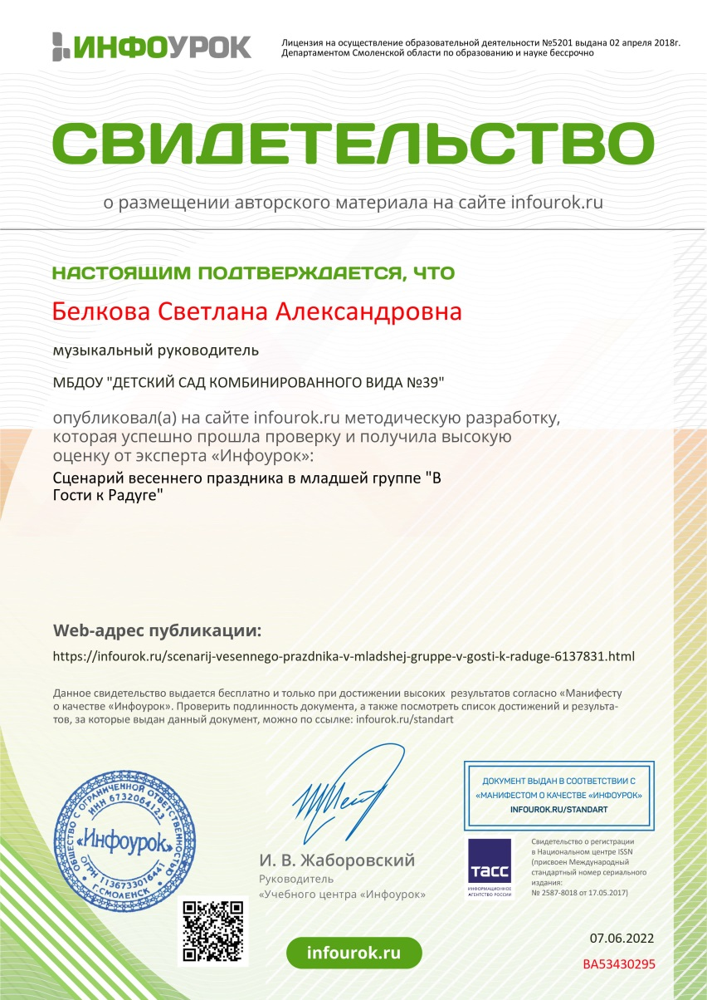 ИНФОУРОК
Лицензия на осуществление образовательной деятельности №5201 выдана 02 апреля 2018г.
Департаментом Смоленской области по образованию и науке бессрочно
СВИДЕТЕЛЬСТВО
о размещении авторского материала на сайте infourok.ru
НАСТОЯЩИМ ПОДТВЕРЖДАЕТСЯ, ЧТО
Белкова Светлана Александровна
музыкальный руководитель
МБДОУ "ДЕТСКИЙ САД КОМБИНИРОВАННОГО ВИДА №39"
опубликовал(а) на сайте infourok.ru методическую разработку,
которая успешно прошла проверку и получила высокую
оценку от эксперта «Инфоурок»:
Сценарий весеннего праздника в младшей группе "В
Гости к Радуге"
Web-адрес публикации:
https://infourok.ru/scenarij-vesennego-prazdnika-v-mladshej-gruppe-v-gosti-k-raduge-6137831.html
Данное свидетельство выдается бесплатно и только при достижении высоких результатов согласно «Манифесту
о качестве «Инфоурок». Проверить подлинность документа, а также посмотреть список достижений и результа-
тов, за которые выдан данный документ, можно по ссылке: infourok.ru/standart
ОБЩЕСТВО С ОГРАНИЧЕННОЙ ОТВЕТСТВЕННОСТЬЮ
ИНН 6732064123
«Инфоурок»
ОГРН 1136733016441
Г.СМОЛЕНСК
И. В. Жаборовский
Руководитель
«Учебного центра «Инфоурок»
ДОКУМЕНТ ВЫДАН В СООТВЕТСТВИИ С
«МАНИФЕСТОМ О КАЧЕСТВЕ «ИНФОУРОК»
INFOUROK.RU/STANDART
ТАСС
ИНФОРМАЦИОННОЕ
АГЕНТСТВО РОССИИ
Свидетельство о регистрации
в Национальном центре ISSN
(присвоен Международный
стандартный номер сериального
издания:
№ 2587-8018 от 17.05.2017)
infourok.ru
07.06.2022
ВА53430295